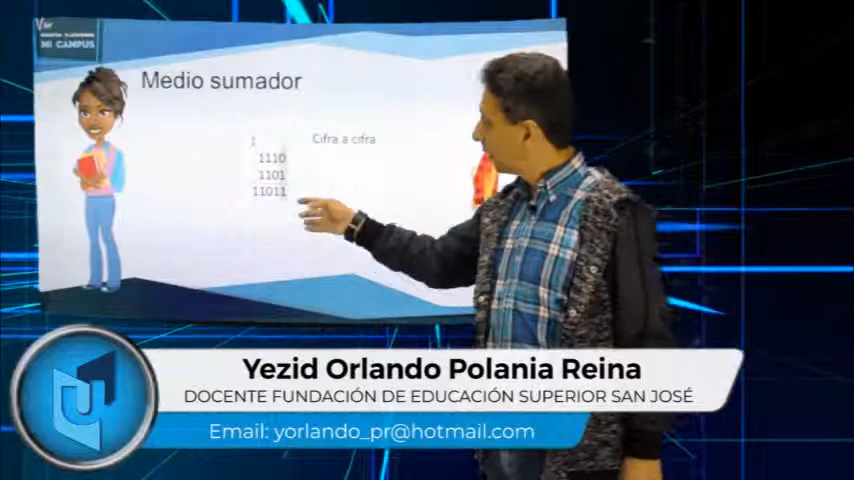 MI CAMPUS
Medio sumador
1
Cifra a cifra
1110
1101
11011
Yezid Orlando Polania Reina
DOCENTE FUNDACIÓN DE EDUCACIÓN SUPERIOR SAN JOSÉ
Email: yorlando_pr@hotmail.com